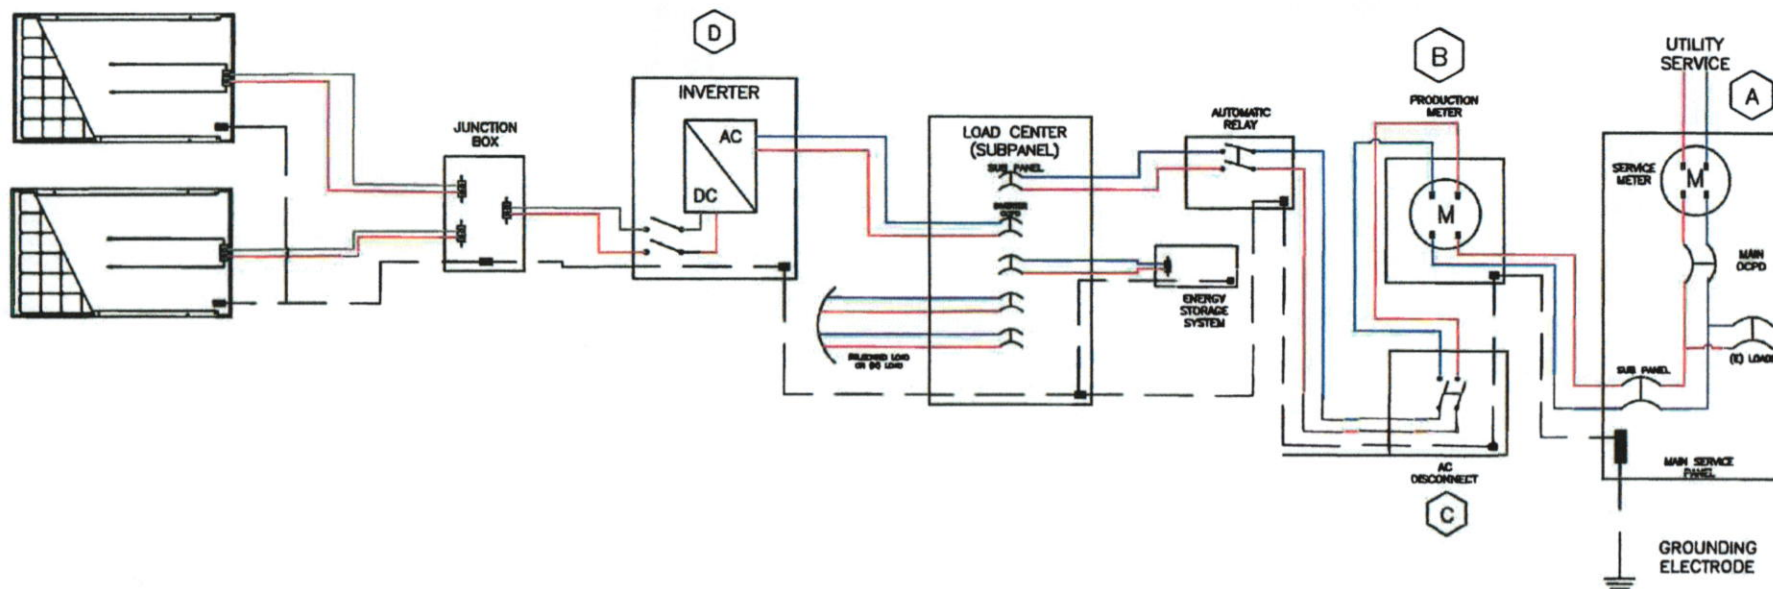 D
INVERTER
AC
DC
JUNCTION
BOX
LOAD CENTER
(SUBPANEL)
SUB PANEL
AUTOMATIC
RELAY
ENERGY
STORAGE
SYSTEM
B
PRODUCTION
METER
M
AC
DISCONNECT
C
UTILITY
SERVICE
A
SERVICE
METER
M
MAIN
OCPD
(E) LOAD
SUB PANEL
MAIN SERVICE
PANEL
GROUNDING
ELECTRODE